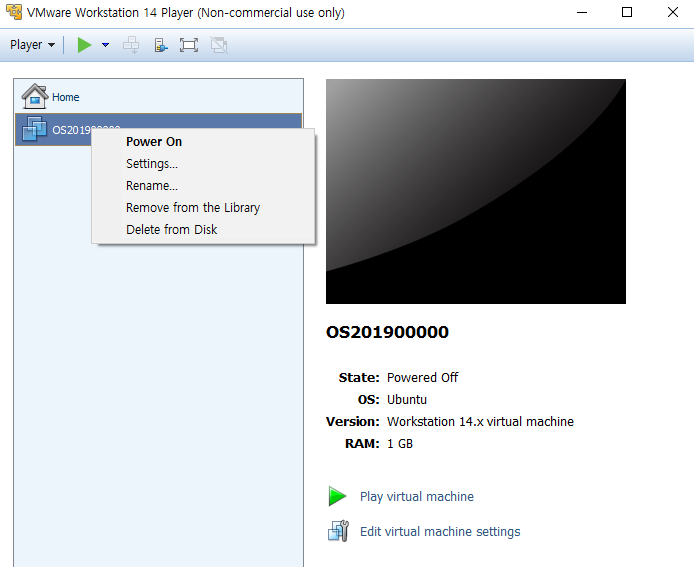 VMware Workstation 14 Player (Non-commercial use only)
Player
Home
OS201900000
Power On
Settings...
Rename...
Remove from the Library
Delete from Disk
OS201900000
State: Powered Off
OS: Ubuntu
Version: Workstation 14.x virtual machine
RAM: 1 GB
Play virtual machine
Edit virtual machine settings